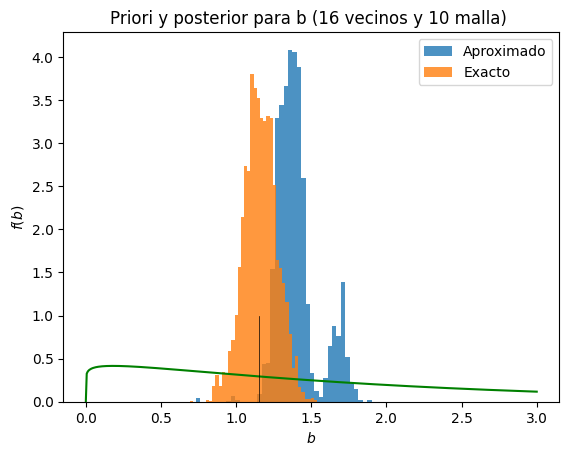 Priori y posterior para b (16 vecinos y 10 malla)
Aproximado
Exacto
f(b)
4.0
3.5
3.0
2.5
2.0
1.5
1.0
0.5
0.0
0.0 0.5 1.0 1.5 2.0 2.5 3.0
b